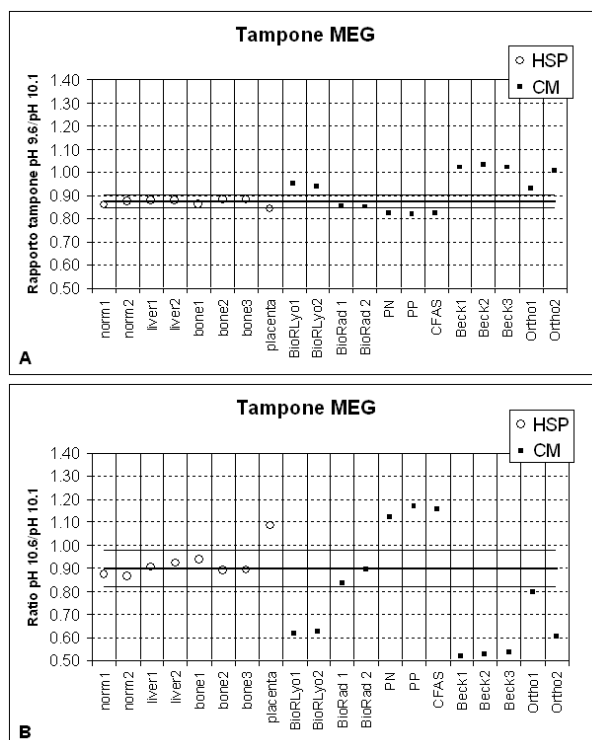 Tampone MEG
HSP
CM
Rapporto tampone pH 9.6/pH 10.1
1.40
1.30
1.20
1.10
1.00
0.90
0.80
0.70
0.60
0.50
norm1
norm2
liver1
liver2
bone1
bone2
bone3
placenta
BioRLyo1
BioRLyo2
BioRad 1
BioRad 2
PN
PP
CFAS
Beck1
Beck2
Beck3
Ortho1
Ortho2
A
Tampone MEG
HSP
CM
Ratio pH 10.6/pH 10.1
1.40
1.30
1.20
1.10
1.00
0.90
0.80
0.70
0.60
0.50
norm1
norm2
liver1
liver2
bone1
bone2
bone3
placenta
BioRLyo1
BioRLyo2
BioRad 1
BioRad 2
PN
PP
CFAS
Beck1
Beck2
Beck3
Ortho1
Ortho2
B